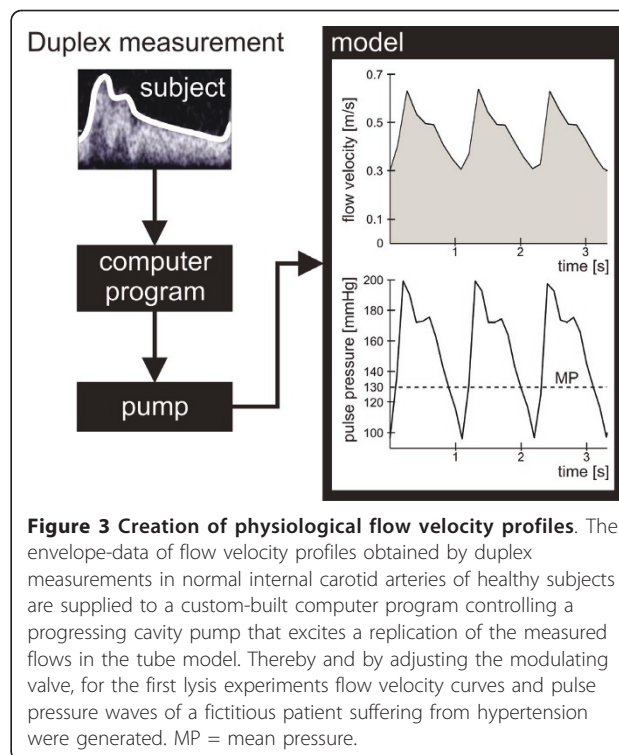 Duplex measurement
subject
computer
program
pump
model
flow velocity [m/s]
0.7
0.5
0.3
0.1
0
1
2
3
time [s]
pulse pressure [mmHg]
200
180
160
140
130
120
100
MP
1
2
3
time [s]
Figure 3 Creation of physiological flow velocity profiles. The
envelope-data of flow velocity profiles obtained by duplex
measurements in normal internal carotid arteries of healthy subjects
are supplied to a custom-built computer program controlling a
progressing cavity pump that excites a replication of the measured
flows in the tube model. Thereby and by adjusting the modulating
valve, for the first lysis experiments flow velocity curves and pulse
pressure waves of a fictitious patient suffering from hypertension
were generated. MP = mean pressure.